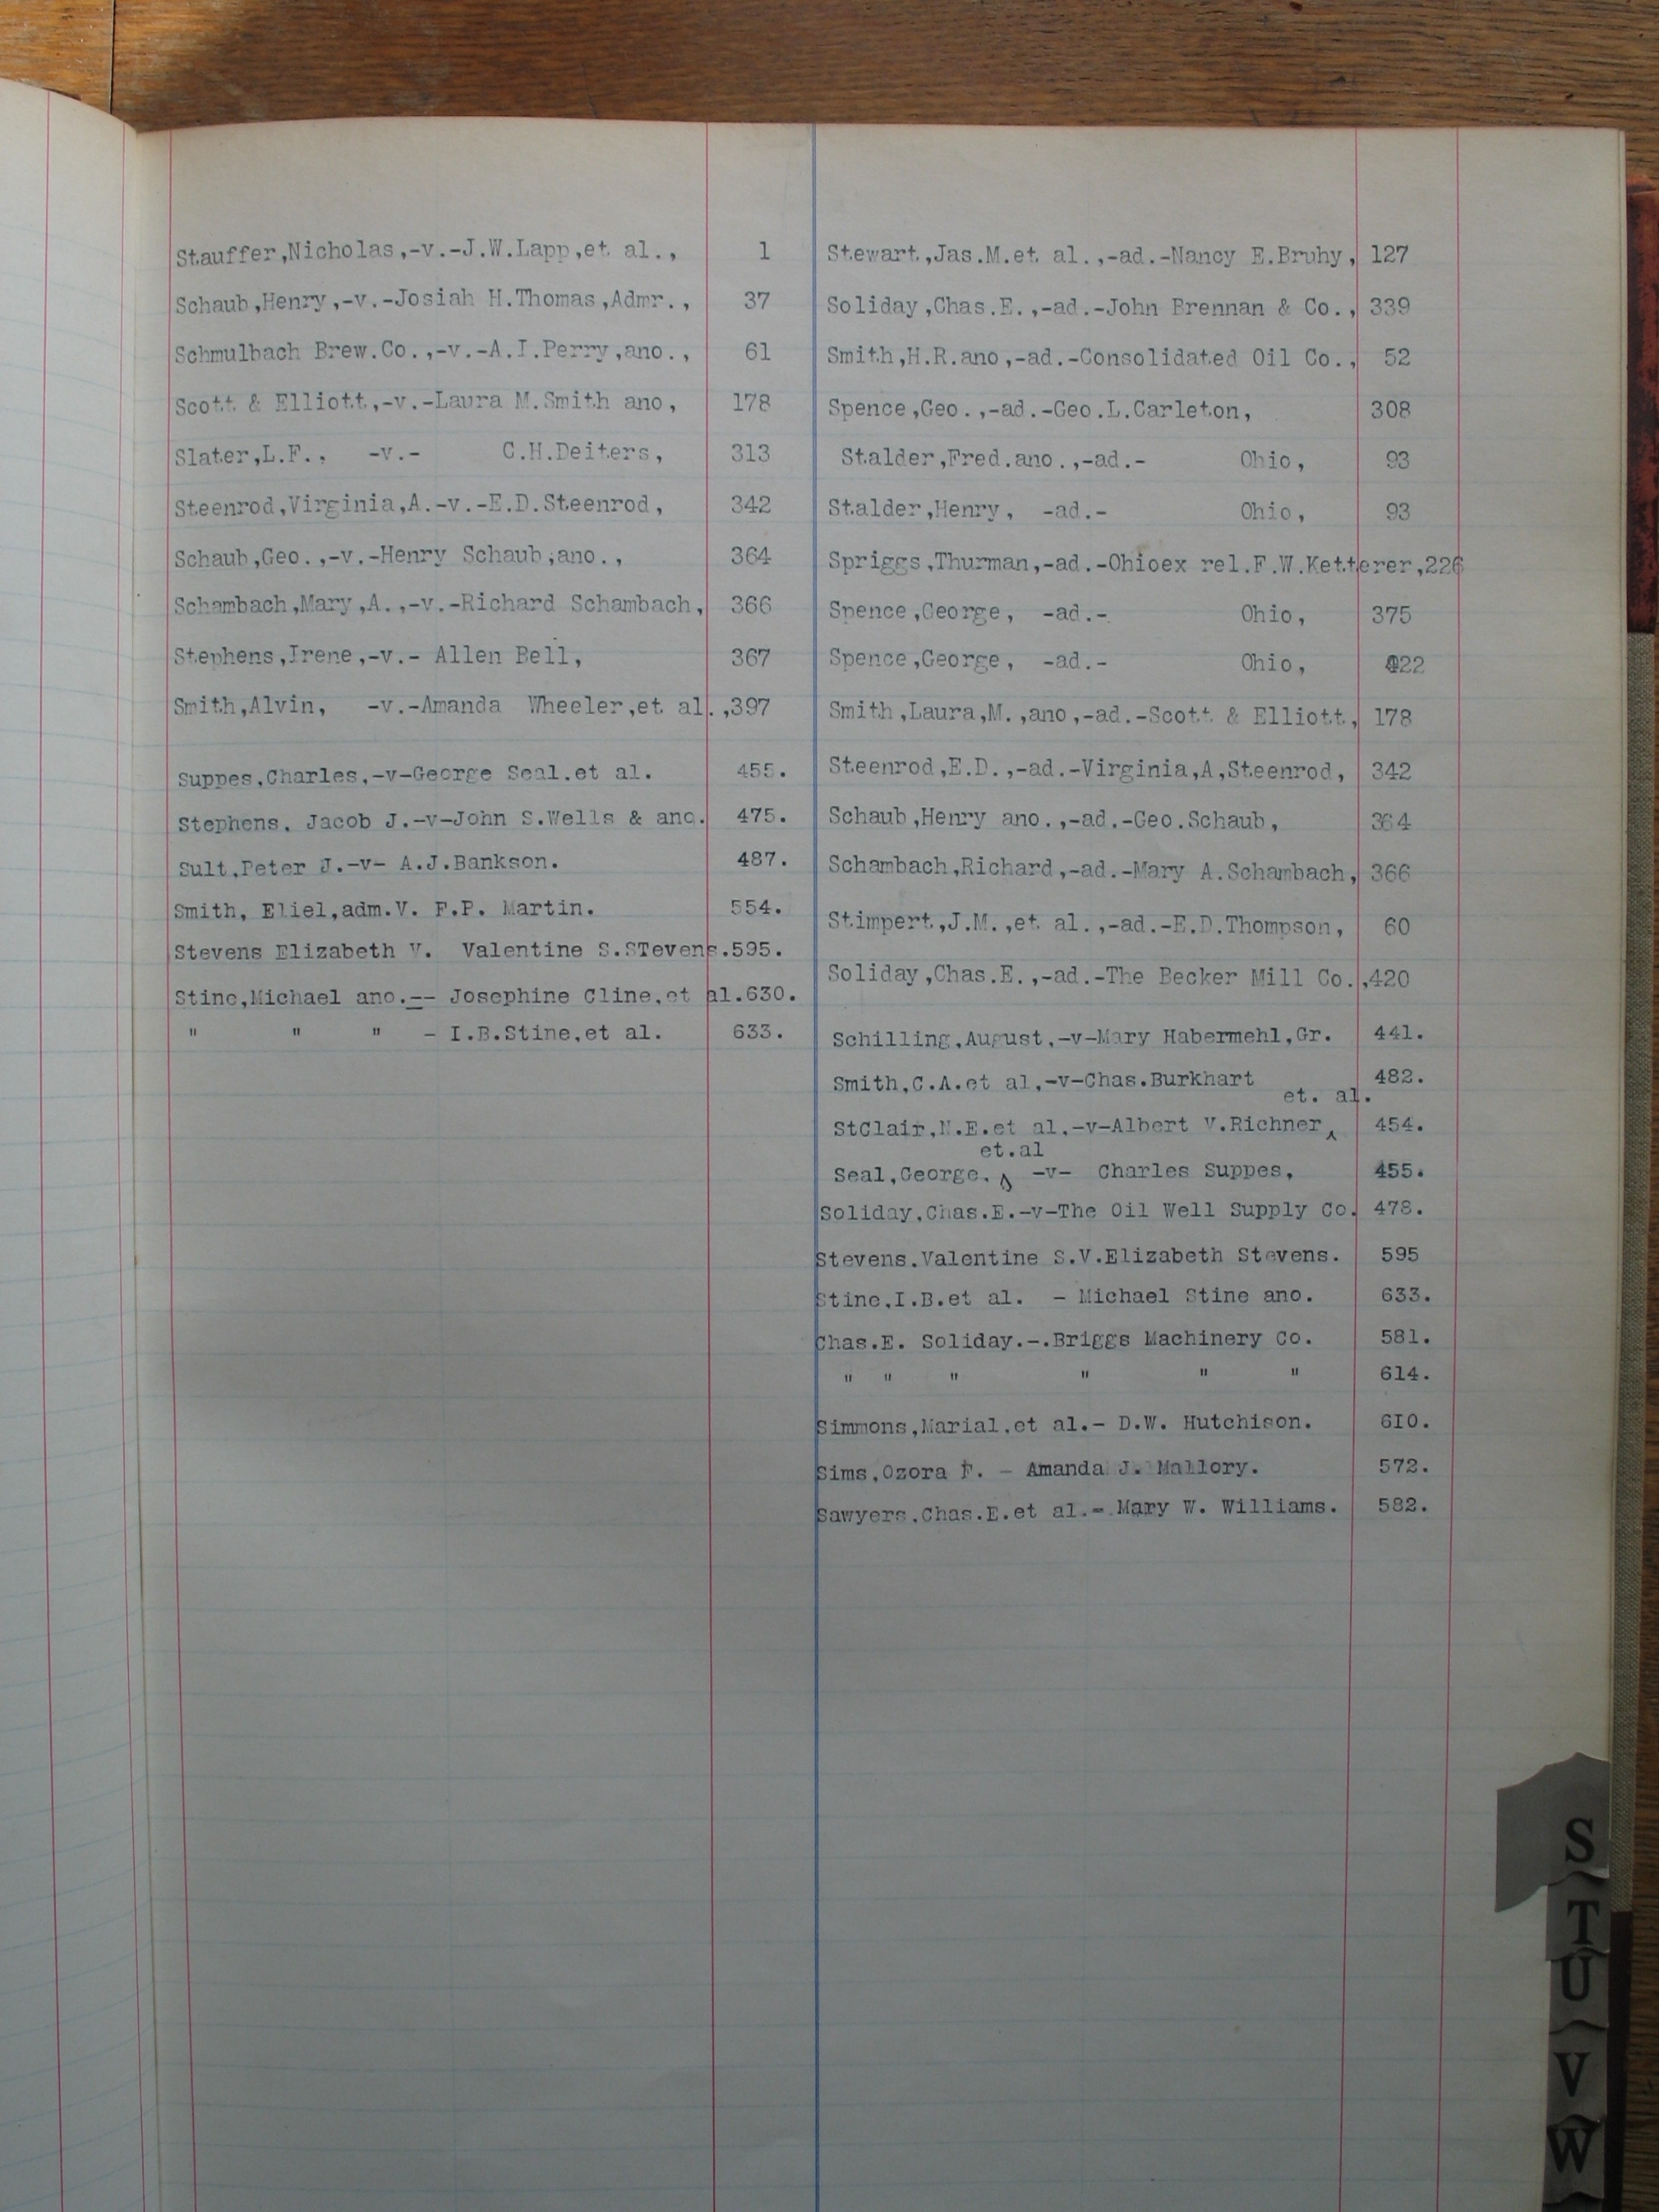 Stauffer,Nicholas,-v.-J.W.Lapp,et al., 1
Schaub,Henry,-v.-Josiah H.Thomas,Admr., 37
Schmulbach Brew.Co.,-v.-A.I.Perry,ano., 61
Scott & Elliott,-v.-Laura M.Smith ano, 178
Slater,L.F., -v.- C.H.Deiters, 313
Steenrod,Virginia,A.-v.-E.D.Steenrod, 342
Schaub,Geo.,-v.-Henry Schaub,ano., 364
Schambach,Mary,A.,-v.-Richard Schambach, 366
Stephens,Irene,-v.- Allen Bell, 367
Smith,Alvin, -v.-Amanda Wheeler,et al.,397
Suppes,Charles,-v-George Seal.et al. 455.
Stephens, Jacob J.-v-John S.Wells & ano. 475.
Sult,Peter J.-v- A.J.Bankson. 487.
Smith, Eliel,adm.V. F.P. Martin. 554.
Stevens Elizabeth V. Valentine S.STevens.595.
Stine,Michael ano.-- Josephine Cline,et al.630.
" " " - I.B.Stine,et al. 633.
Stewart,Jas.M.et al.,-ad.-Nancy E.Bruhy, 127
Soliday,Chas.E.,-ad.-John Brennan & Co., 339
Smith,H.R.ano,-ad.-Consolidated Oil Co., 52
Spence,Geo.,-ad.-Geo.L.Carleton, 308
Stalder,Fred.ano.,-ad.- Ohio, 93
Stalder,Henry, -ad.- Ohio, 93
Spriggs,Thurman,-ad.-Ohioex rel.F.W.Ketterer,226
Spence,George, -ad.- Ohio, 375
Spence,George, -ad.- Ohio, 422
Smith,Laura,M.,ano,-ad.-Scott & Elliott, 178
Steenrod,E.D.,-ad.-Virginia,A,Steenrod, 342
Schaub,Henry ano.,-ad.-Geo.Schaub, 364
Schambach,Richard,-ad.-Mary A.Schambach, 366
Stimpert,J.M.,et al.,-ad.-E.D.Thompson, 60
Soliday,Chas.E.,-ad.-The Becker Mill Co.,420
Schilling,August,-v-Mary Habermehl,Gr. 441.
Smith,C.A.et al,-v-Chas.Burkhart 482.
et. al.
StClair,N.E.et al,-v-Albert V.Richner 454.
et.al
Seal,George, -v- Charles Suppes, 455.
Soliday,Chas.E.-v-The Oil Well Supply Co. 478.
Stevens.Valentine S.V.Elizabeth Stevens. 595
Stine,I.B.et al. - Michael Stine ano. 633.
Chas.E. Soliday.-.Briggs Machinery Co. 581.
" " " " " " 614.
Simmons,Marial,et al.- D.W. Hutchison. 6I0.
Sims,Ozora F. - Amanda J. Mallory. 572.
Sawyers,Chas.E.et al.- Mary W. Williams. 582.
S
T
U
V
W